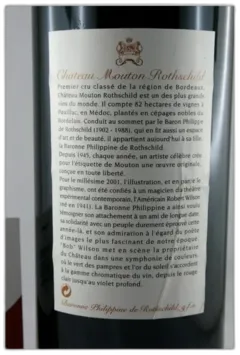 Château Mouton Rothschild
Premier cru classé de la région de Bordeaux,
Château Mouton Rothschild est un des plus grands
vins du monde. Il compte 82 hectares de vignes à
Pauillac, en Médoc, plantés en cépages nobles du
Bordelais. Conduit au sommet par le Baron Philippe
de Rothschild (1902 - 1988), qui en fit aussi un espace
d'art et de beauté, il appartient aujourd'hui à sa fille,
la Baronne Philippine de Rothschild.
Depuis 1945, chaque année, un artiste célèbre crée
pour l'étiquette de Mouton une œuvre originale,
conçue en toute liberté.
Pour le millésime 2001, l'illustration, et en plus le
graphisme, ont été confiés à un magicien du théâtre
expérimental contemporain, l'Américain Robert Wilson
(né en 1941). La Baronne Philippine a ainsi voulu
témoigner son attachement à un ami de longue date,
sa solidarité avec un peuple durement éprouvé cette
année-là, et son admiration à l'égard du poète
d'images le plus fascinant de notre époque.
"Bob" Wilson met en scène la propriétaire
du Château dans une symphonie de couleurs
où le vert des pampres et l'or du soleil s'accordent
à la gamme chromatique du vin, depuis le rouge
clair jusqu'au violet profond.
Baronne Philippine de Rothschild